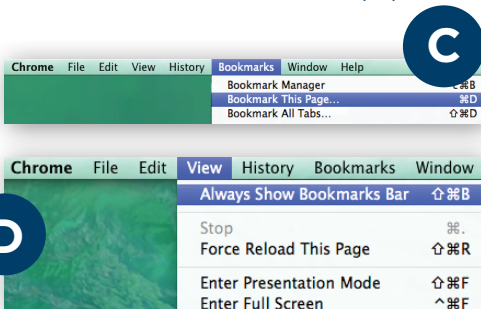 C
Chrome File Edit View History Bookmarks Window Help
Bookmark Manager ⌘B
Bookmark This Page... ⌘D
Bookmark All Tabs... ⇧⌘D
Chrome File Edit View History Bookmarks Window
Always Show Bookmarks Bar ⇧⌘B
D
Stop ⌘.
Force Reload This Page ⇧⌘R
Enter Presentation Mode ⇧⌘F
Enter Full Screen ^⌘F